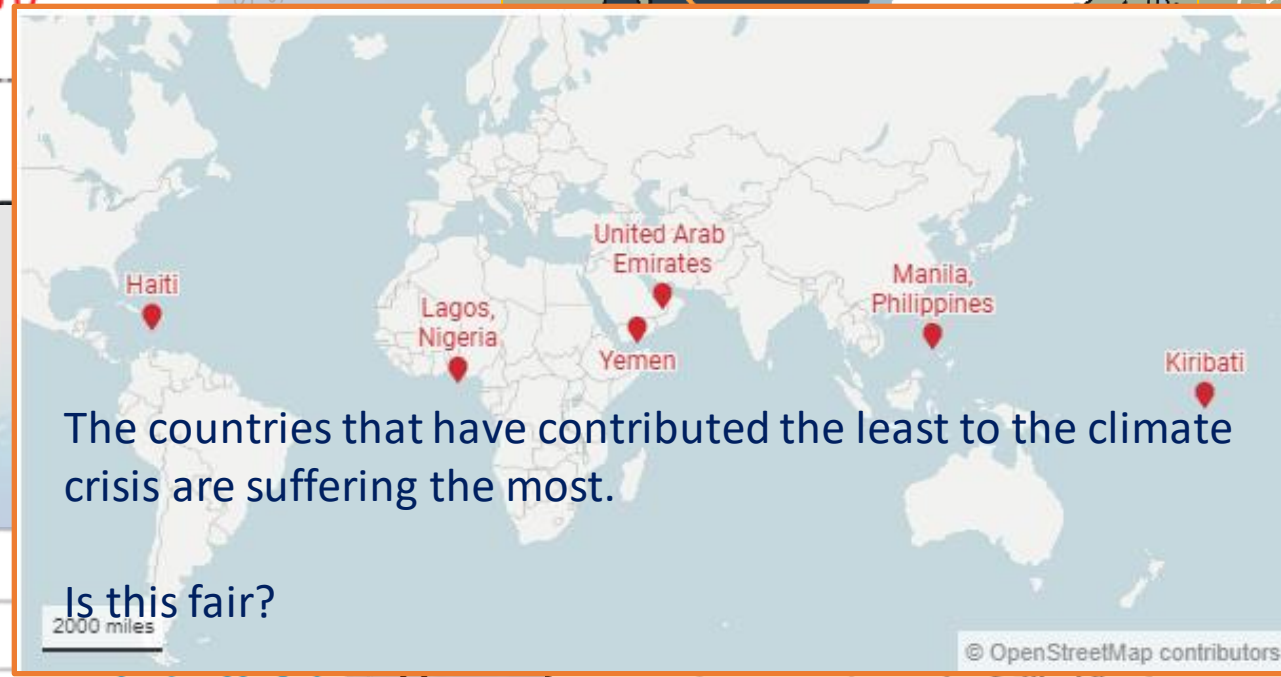 Haiti
Lagos,
Nigeria
United Arab
Emirates
Yemen
Manila,
Philippines
Kiribati
The countries that have contributed the least to the climate
crisis are suffering the most.
Is this fair?
2000 miles
© OpenStreetMap contributors